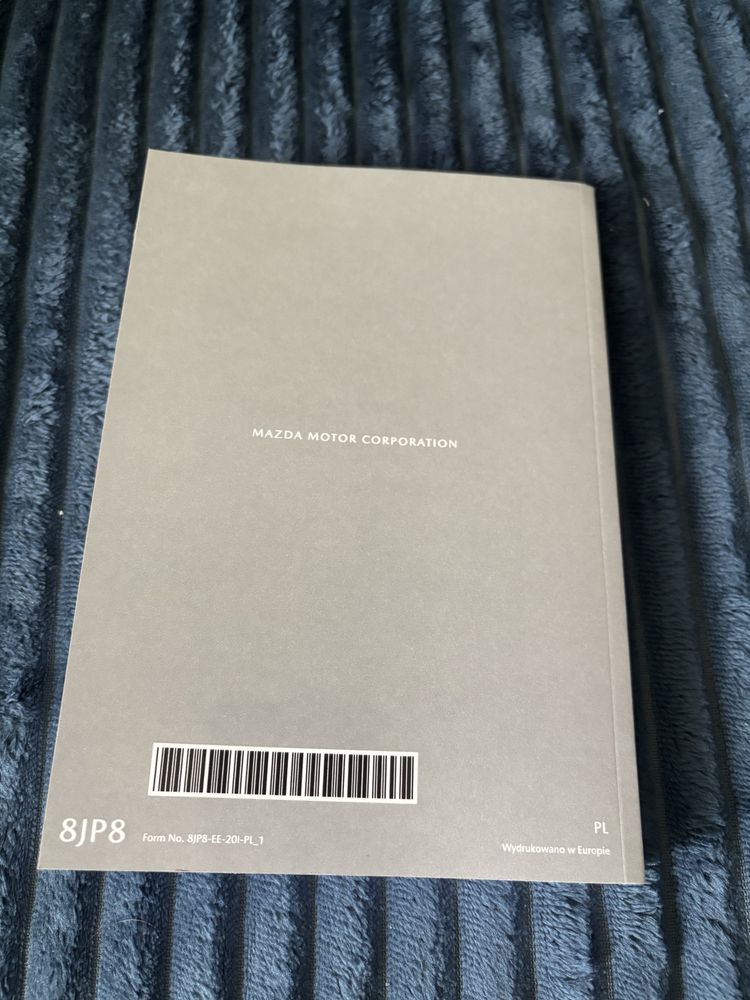 MAZDA MOTOR CORPORATION
8JP8
Form No. 8JP8-EE-20I-PL_1
PL
Wydrukowano w Europie